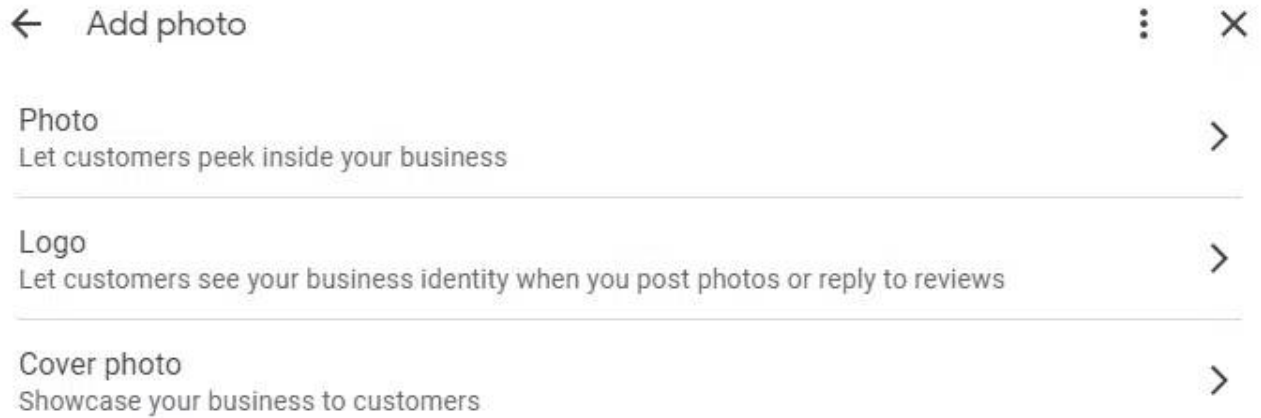 Add photo
Photo
Let customers peek inside your business
Logo
Let customers see your business identity when you post photos or reply to reviews
Cover photo
Showcase your business to customers